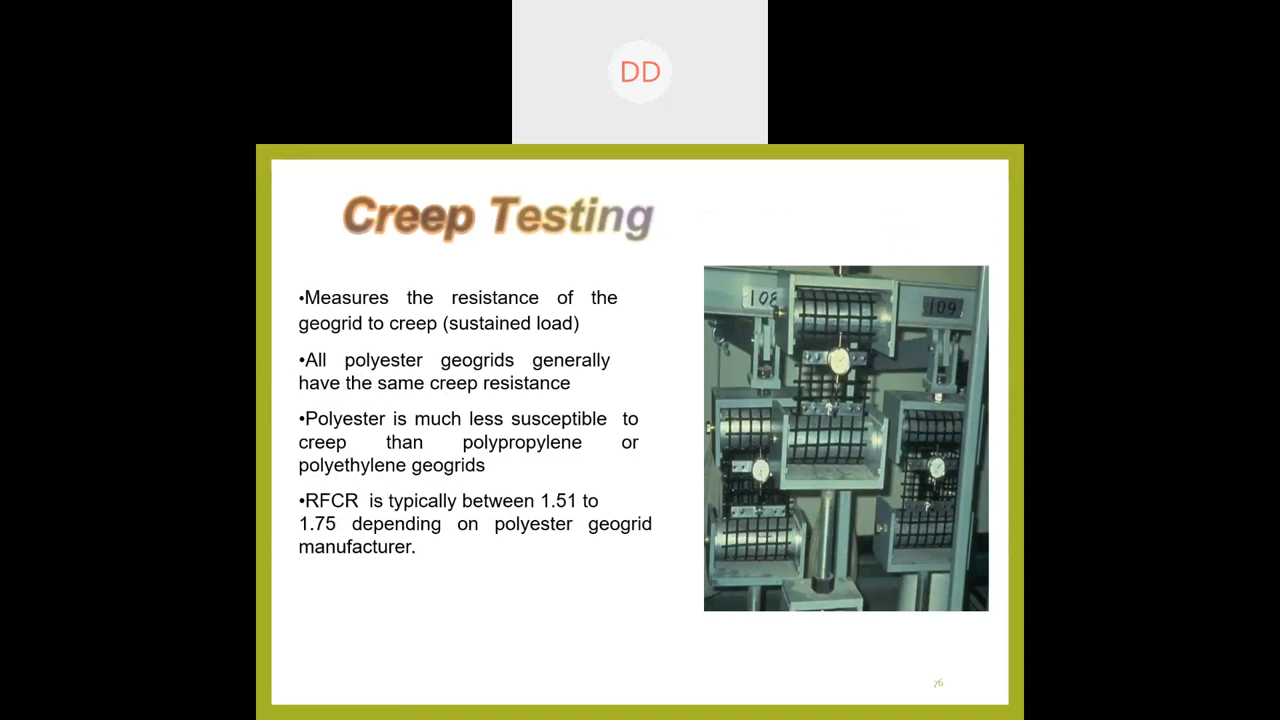 DD
Creep Testing
•Measures the resistance of the
geogrid to creep (sustained load)
•All polyester geogrids generally
have the same creep resistance
•Polyester is much less susceptible to
creep than polypropylene or
polyethylene geogrids
•RFCR is typically between 1.51 to
1.75 depending on polyester geogrid
manufacturer.
108
109
76